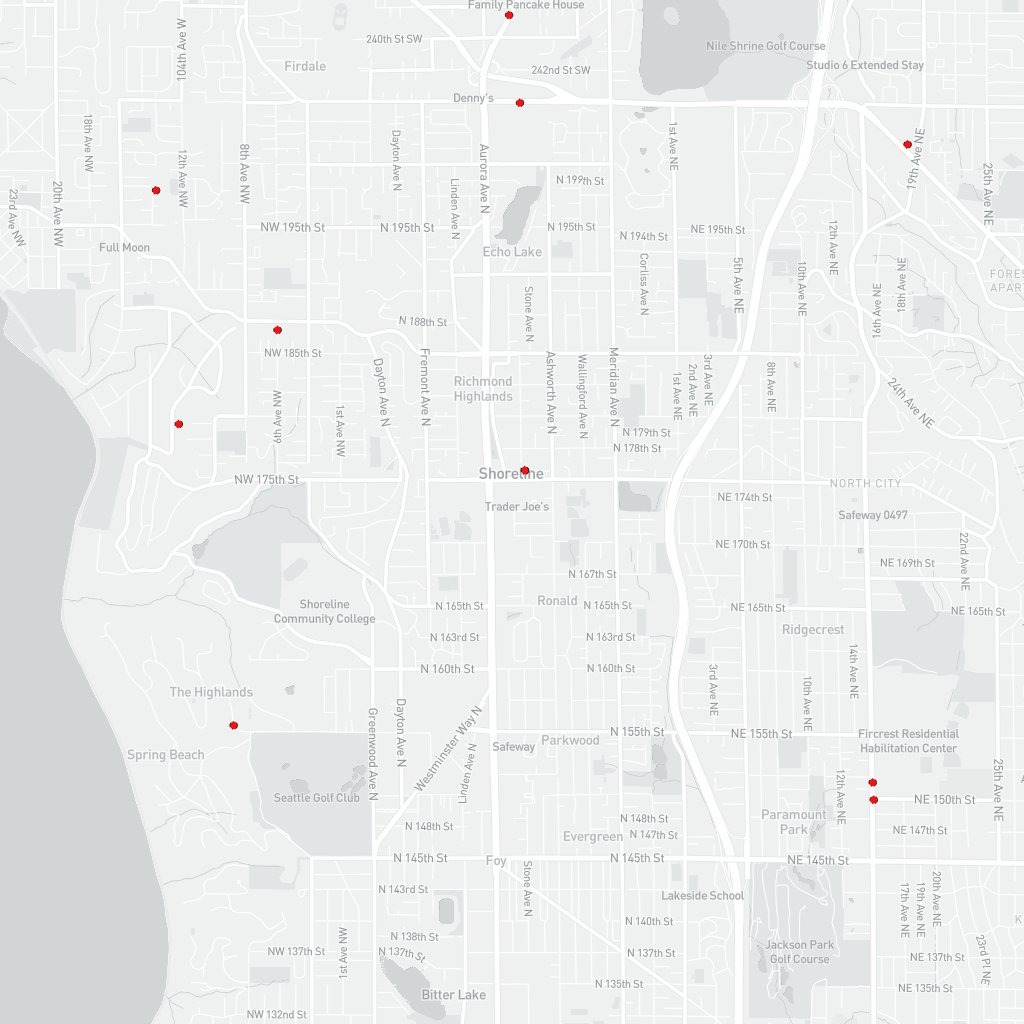 Family Pancake House
240th St SW
Nile Shrine Golf Course
Firdale
104th Ave W
242nd St SW
Studio 6 Extended Stay
Denny's
18th Ave NW
12th Ave NW
8th Ave NW
Dayton Ave N
Aurora Ave N
1st Ave NE
19th Ave NE
25th Ave NE
20th Ave NW
23rd Ave NW
Linden Ave N
N 199th St
NW 195th St
N 195th St
N 195th St
N 194th St
NE 195th St
12th Ave NE
Full Moon
Echo Lake
Corliss Ave N
5th Ave NE
10th Ave NE
18th Ave NE
16th Ave NE
Stone Ave N
N 188th St
NW 185th St
Fremont Ave N
Dayton Ave N
Ashworth Ave N
Wallingford Ave N
Meridian Ave N
3rd Ave NE
2nd Ave NE
1st Ave NE
8th Ave NE
Richmond
Highlands
24th Ave NE
6th Ave NW
1st Ave NW
N 179th St
N 178th St
Shoreline
NW 175th St
NORTH CITY
NE 174th St
Trader Joe's
Safeway 0497
NE 170th St
22nd Ave NE
NE 169th St
N 167th St
Shoreline
Community College
N 165th St
Ronald
N 165th St
NE 165th St
NE 165th St
Ridgecrest
N 163rd St
N 163rd St
14th Ave NE
N 160th St
N 160th St
3rd Ave NE
10th Ave NE
The Highlands
Greenwood Ave N
Dayton Ave N
Westminster Way N
N 155th St
NE 155th St
Fircrest Residential
Habilitation Center
Parkwood
Safeway
Spring Beach
Linden Ave N
12th Ave NE
25th Ave NE
Seattle Golf Club
NE 150th St
Paramount
Park
N 148th St
N 148th St
N 147th St
NE 147th St
Evergreen
N 145th St
Foy
N 145th St
NE 145th St
Stone Ave N
N 143rd St
Lakeside School
17th Ave NE
19th Ave NE
20th Ave NE
N 140th St
1st Ave NW
N 138th St
N 137th St
NW 137th St
N 137th St
Jackson Park
Golf Course
NE 137th St
23rd Pl NE
N 135th St
NE 135th St
Bitter Lake
NW 132nd St